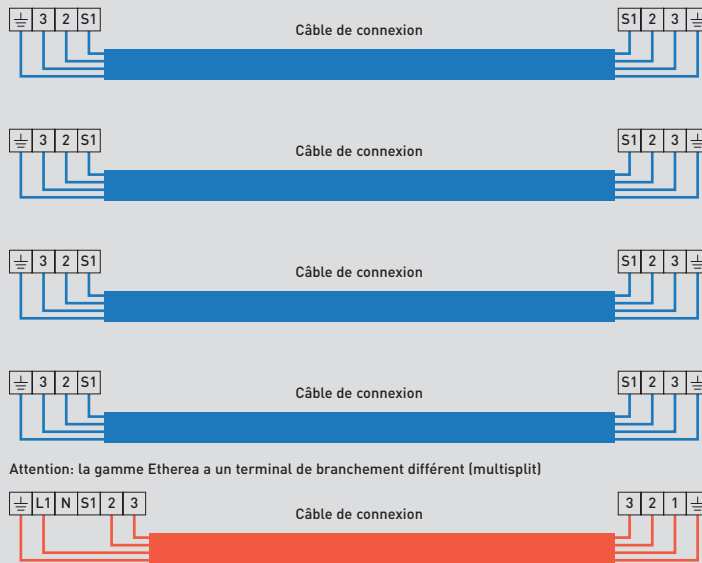 ⏚ 3 2 S1 Câble de connexion S1 2 3 ⏚
⏚ 3 2 S1 Câble de connexion S1 2 3 ⏚
⏚ 3 2 S1 Câble de connexion S1 2 3 ⏚
⏚ 3 2 S1 Câble de connexion S1 2 3 ⏚
Attention: la gamme Etherea a un terminal de branchement différent (multisplit)
⏚ L1 N S1 2 3 Câble de connexion 3 2 1 ⏚